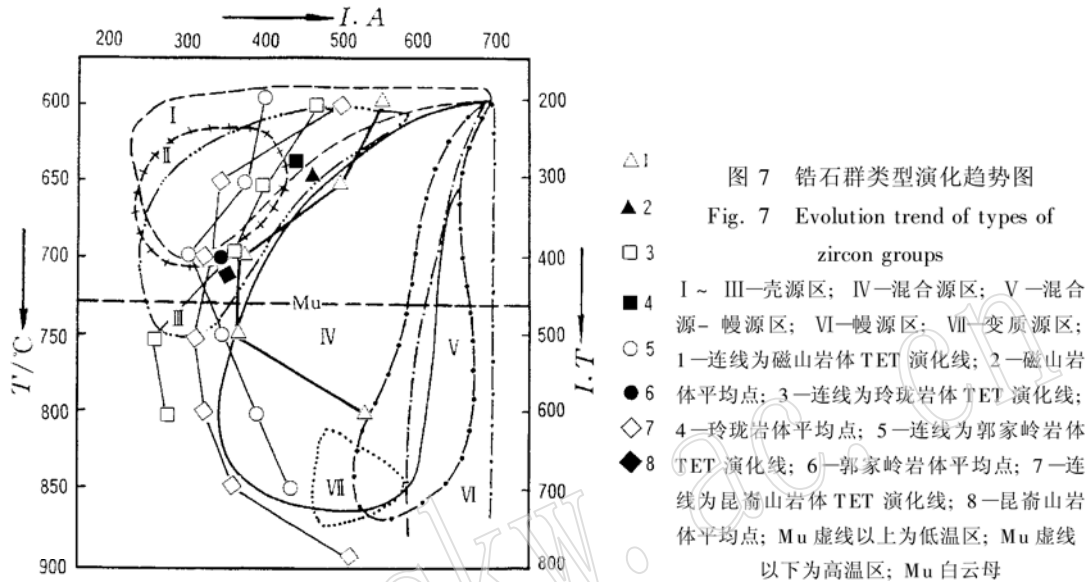 I. A
200 300 400 500 600 700
600
650
700
750
800
850
900
T/℃
200
300
400
500
600
700
800
I. T
I
II
III
Mu
IV
V
VI
VII
1
2
3
4
5
6
7
8
图 7 锆石群类型演化趋势图
Fig. 7 Evolution trend of types of
zircon groups
I ~ III—壳源区; IV—混合源区; V—混合
源- 幔源区; VI—幔源区; VII—变质源区;
1—连线为磁山岩体 TET 演化线; 2—磁山岩
体平均点; 3—连线为玲珑岩体 TET 演化线;
4—玲珑岩体平均点; 5—连线为郭家岭岩体
TET 演化线; 6—郭家岭岩体平均点; 7—连
线为昆嵛山岩体 TET 演化线; 8—昆嵛山岩
体平均点; Mu 虚线以上为低温区; Mu 虚线
以下为高温区; Mu 白云母
kw. ac. cn